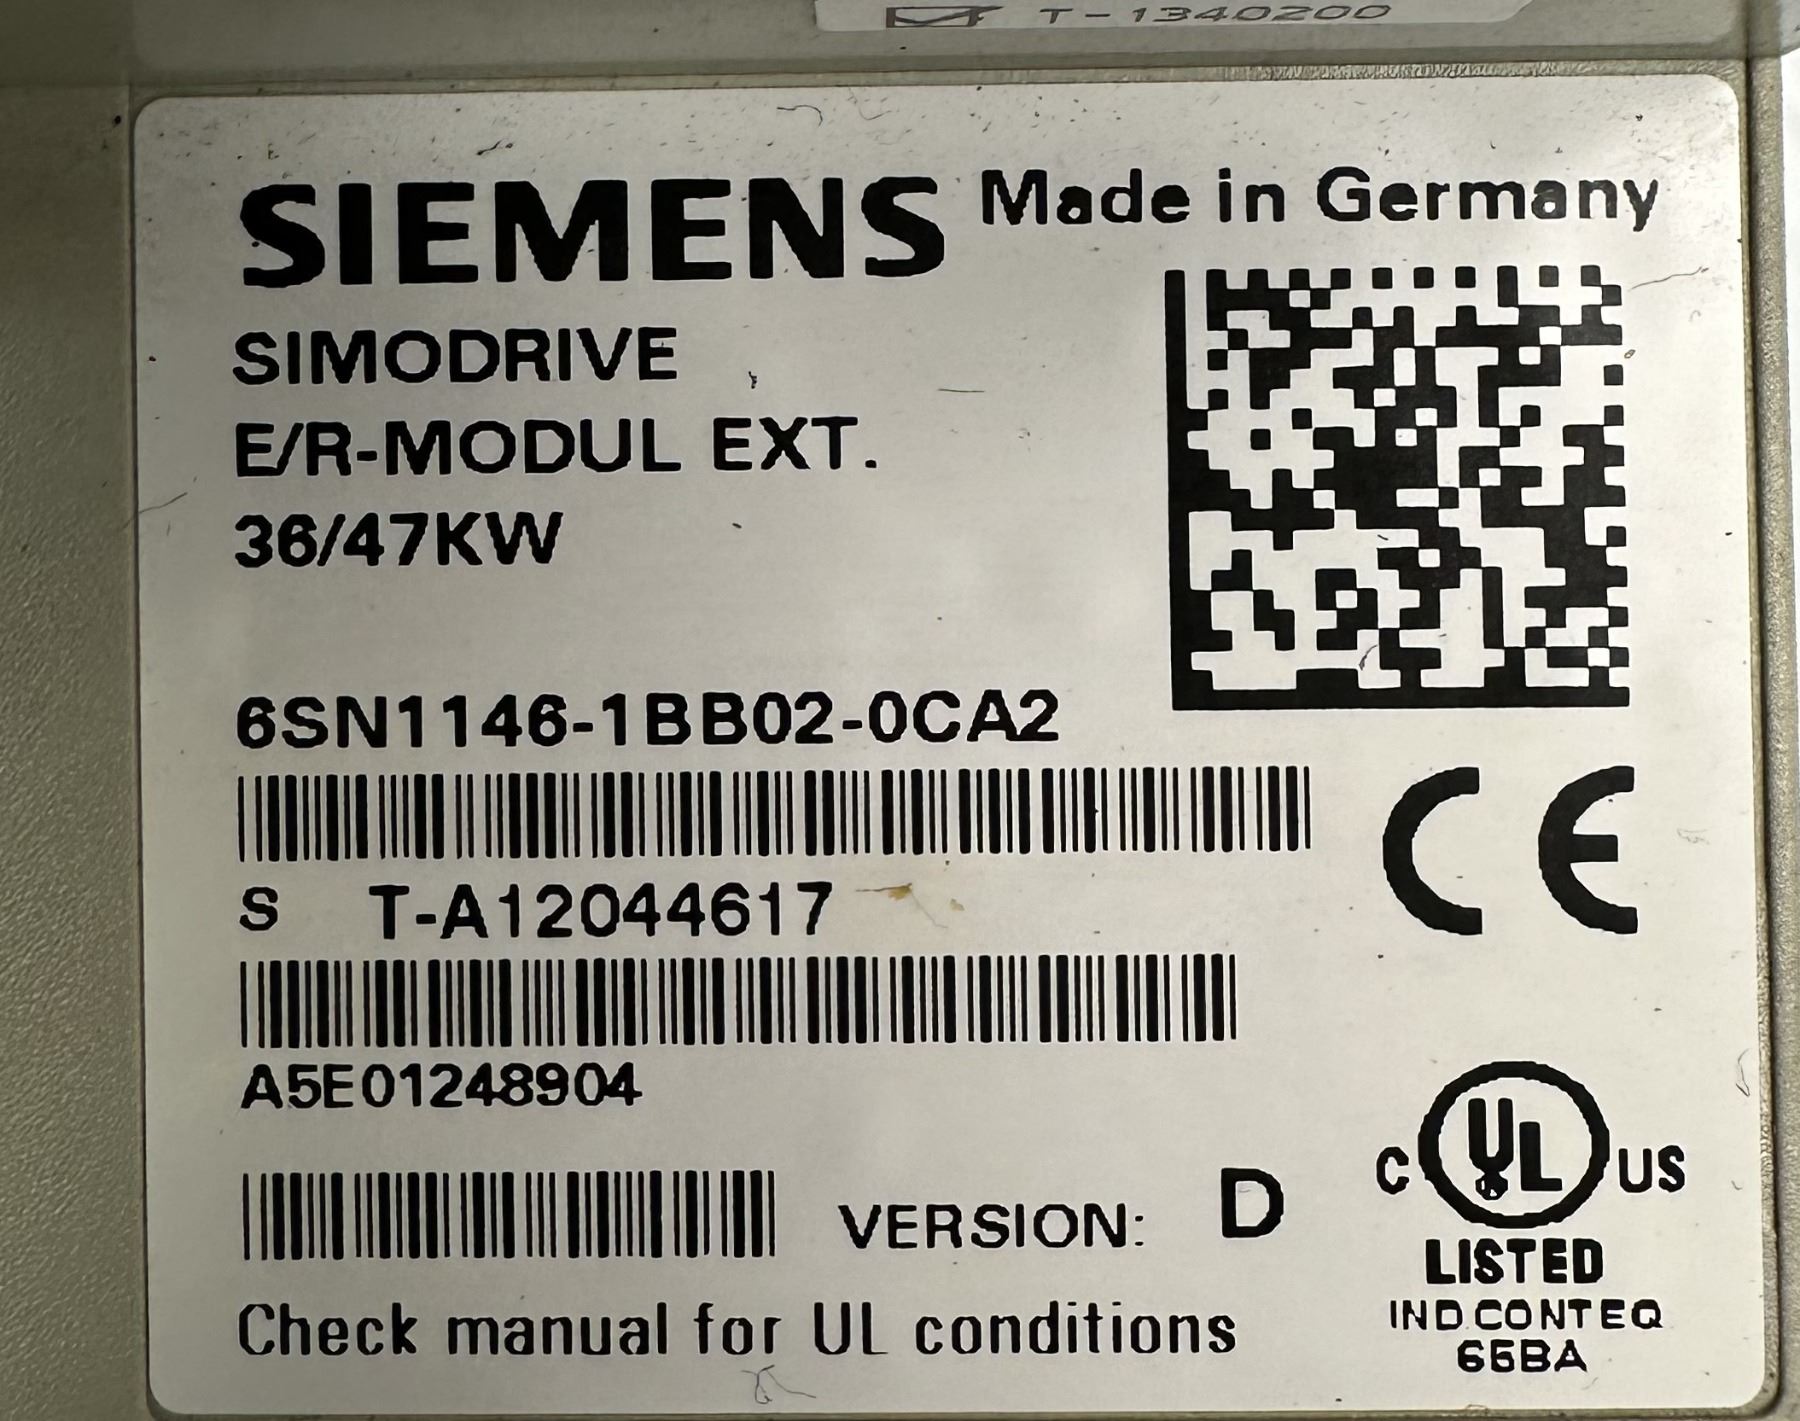 T-1340200
SIEMENS Made in Germany
SIMODRIVE
E/R-MODUL EXT.
36/47KW
6SN1146-1BB02-0CA2
S T-A12044617
A5E01248904
VERSION: D
CE
C UL US
LISTED
IND.CONT.EQ
65BA
Check manual for UL conditions